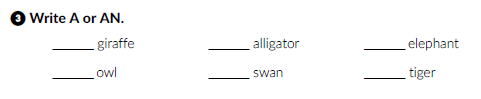 3 Write A or AN.
______ giraffe ______ alligator ______ elephant
______ owl ______ swan ______ tiger